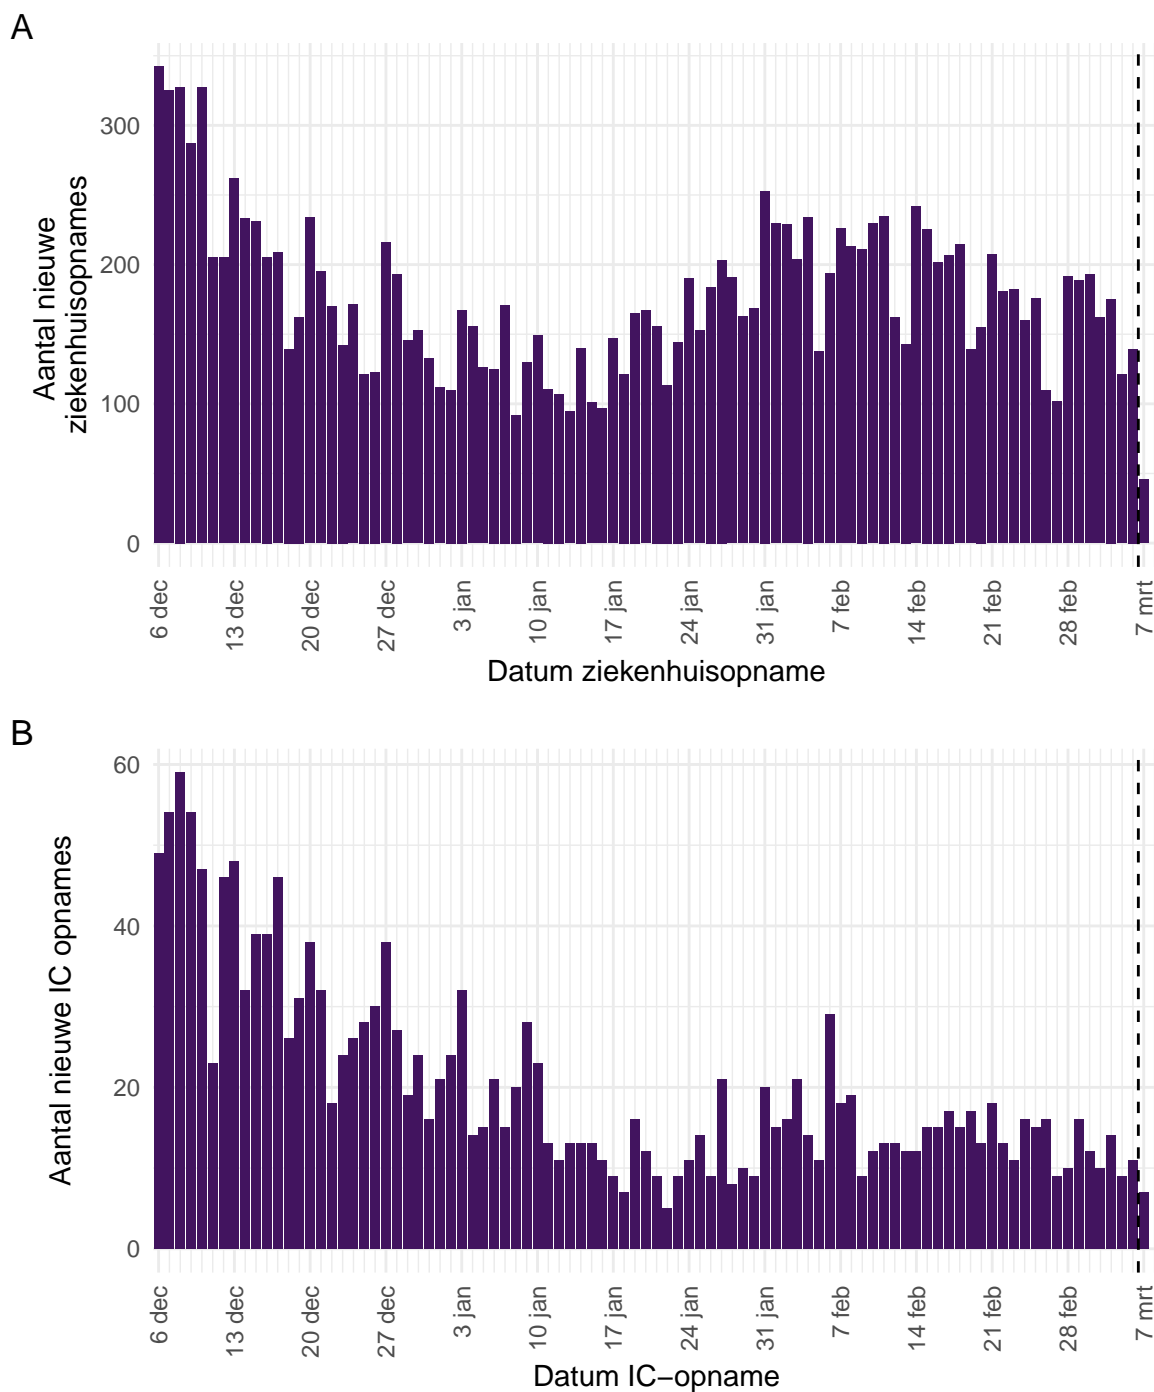 A
Aantal nieuwe
ziekenhuisopnames
300
200
100
0
6 dec
13 dec
20 dec
27 dec
3 jan
10 jan
17 jan
24 jan
31 jan
7 feb
14 feb
21 feb
28 feb
7 mrt
Datum ziekenhuisopname
B
Aantal nieuwe IC opnames
60
40
20
0
6 dec
13 dec
20 dec
27 dec
3 jan
10 jan
17 jan
24 jan
31 jan
7 feb
14 feb
21 feb
28 feb
7 mrt
Datum IC−opname